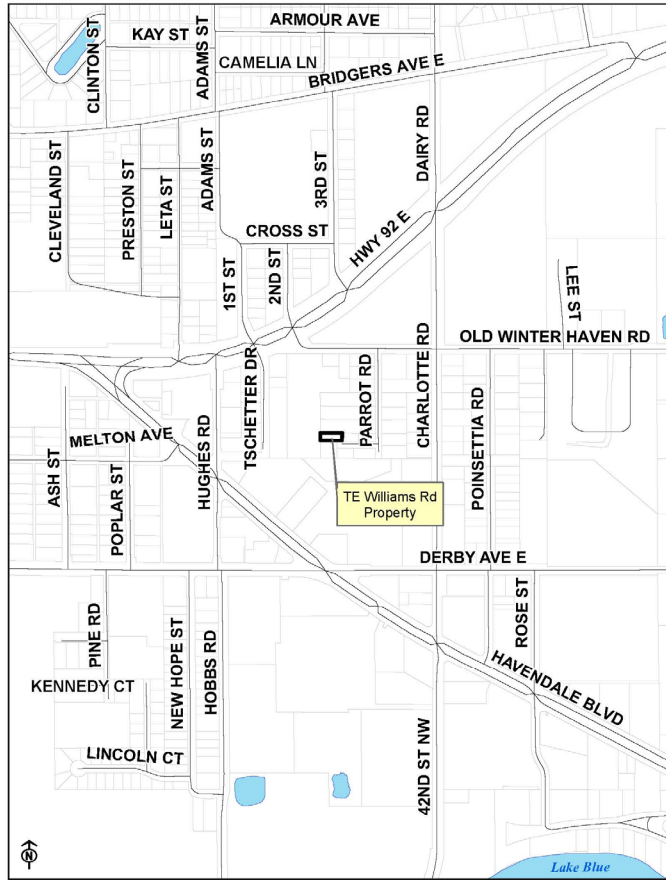 ARMOUR AVE
KAY ST
CLINTON ST
ADAMS ST
CAMELIA LN
BRIDGERS AVE E
CLEVELAND ST
PRESTON ST
LETA ST
ADAMS ST
3RD ST
DAIRY RD
CROSS ST
HWY 92 E
1ST ST
2ND ST
LEE ST
OLD WINTER HAVEN RD
TSCHETTER DR
PARROT RD
CHARLOTTE RD
POINSETTIA RD
MELTON AVE
HUGHES RD
ASH ST
POPLAR ST
TE Williams Rd
Property
DERBY AVE E
PINE RD
NEW HOPE ST
HOBBS RD
ROSE ST
KENNEDY CT
HAVENDALE BLVD
LINCOLN CT
42ND ST NW
N
Lake Blue